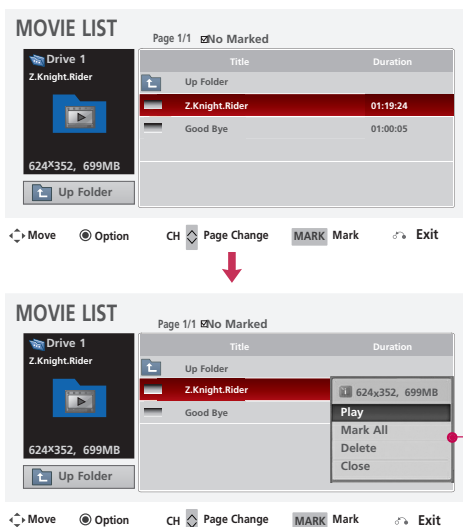 MOVIE LIST
Page 1/1 No Marked
Drive 1
Z.Knight.Rider
624x352, 699MB
Up Folder
Title Duration
Up Folder
Z.Knight.Rider 01:19:24
Good Bye 01:00:05
Move Option CH Page Change MARK Mark Exit
MOVIE LIST
Page 1/1 No Marked
Drive 1
Z.Knight.Rider
624x352, 699MB
Up Folder
Title Duration
Up Folder
Z.Knight.Rider
Good Bye
624x352, 699MB
Play
Mark All
Delete
Close
Move Option CH Page Change MARK Mark Exit